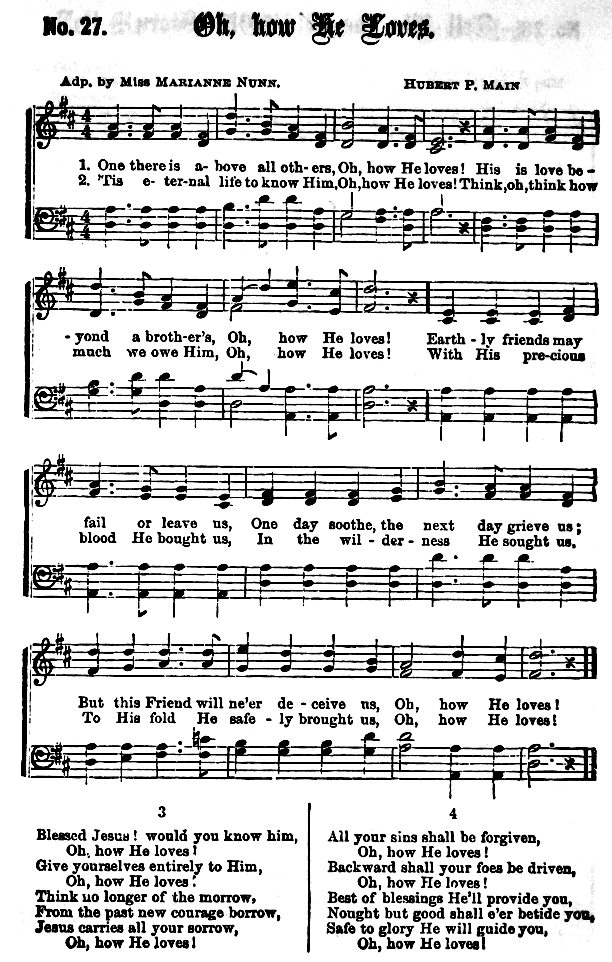 No. 27. Oh, how He Loves.
Adp. by Miss MARIANNE NUNN. HUBERT P. MAIN
1. One there is a- bove all oth- ers, Oh, how He loves! His is love be -
2. 'Tis e - ter-nal life to know Him, Oh, how He loves! Think, oh, think how
- yond a broth-er's, Oh, how He loves! Earth - ly friends may
much we owe Him, Oh, how He loves! With His pre-cious
fail or leave us, One day soothe, the next day grieve us;
blood He bought us, In the wil - der - ness He sought us.
But this Friend will ne'er de - ceive us, Oh, how He loves!
To His fold He safe - ly brought us, Oh, how He loves!
3
Blessed Jesus! would you know him,
Oh, how He loves!
Give yourselves entirely to Him,
Oh, how He loves!
Think no longer of the morrow,
From the past new courage borrow,
Jesus carries all your sorrow,
Oh, how He loves!
4
All your sins shall be forgiven,
Oh, how He loves!
Backward shall your foes be driven,
Oh, how He loves!
Best of blessings He'll provide you,
Nought but good shall e'er betide you,
Safe to glory He will guide you,
Oh, how He loves!